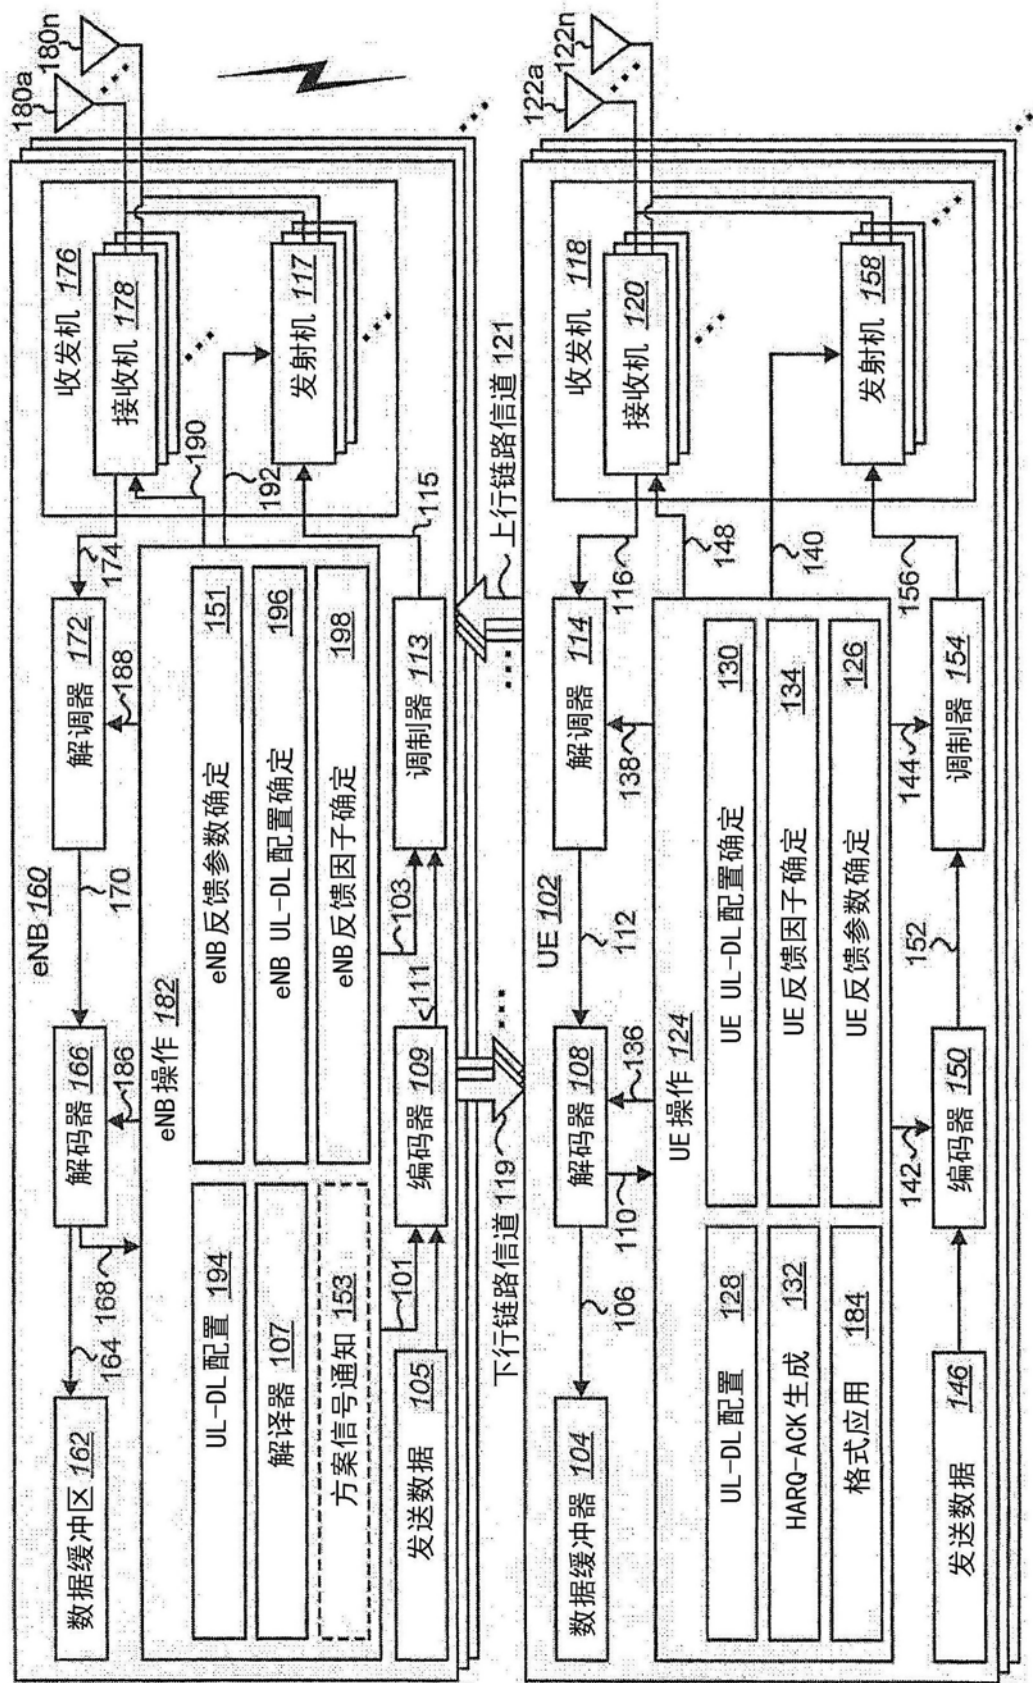 eNB 160
数据缓冲区 162
164
168
解码器 166
186
170
解调器 172
188
174
收发机 176
接收机 178
190
192
发射机 117
180a
180n
eNB 操作 182
UL-DL 配置 194
解译器 107
方案信号通知 153
eNB 反馈参数确定 151
eNB UL-DL 配置确定 196
eNB 反馈因子确定 198
101
103
发送数据 105
编码器 109
111
调制器 113
115
下行链路信道 119
上行链路信道 121
UE 102
数据缓冲器 104
106
解码器 108
110
136
112
解调器 114
138
116
148
收发机 118
接收机 120
140
发射机 158
122a
122n
UE 操作 124
UL-DL 配置 128
HARQ-ACK 生成 132
格式应用 184
UE UL-DL 配置确定 130
UE 反馈因子确定 134
UE 反馈参数确定 126
142
144
发送数据 146
编码器 150
152
调制器 154
156